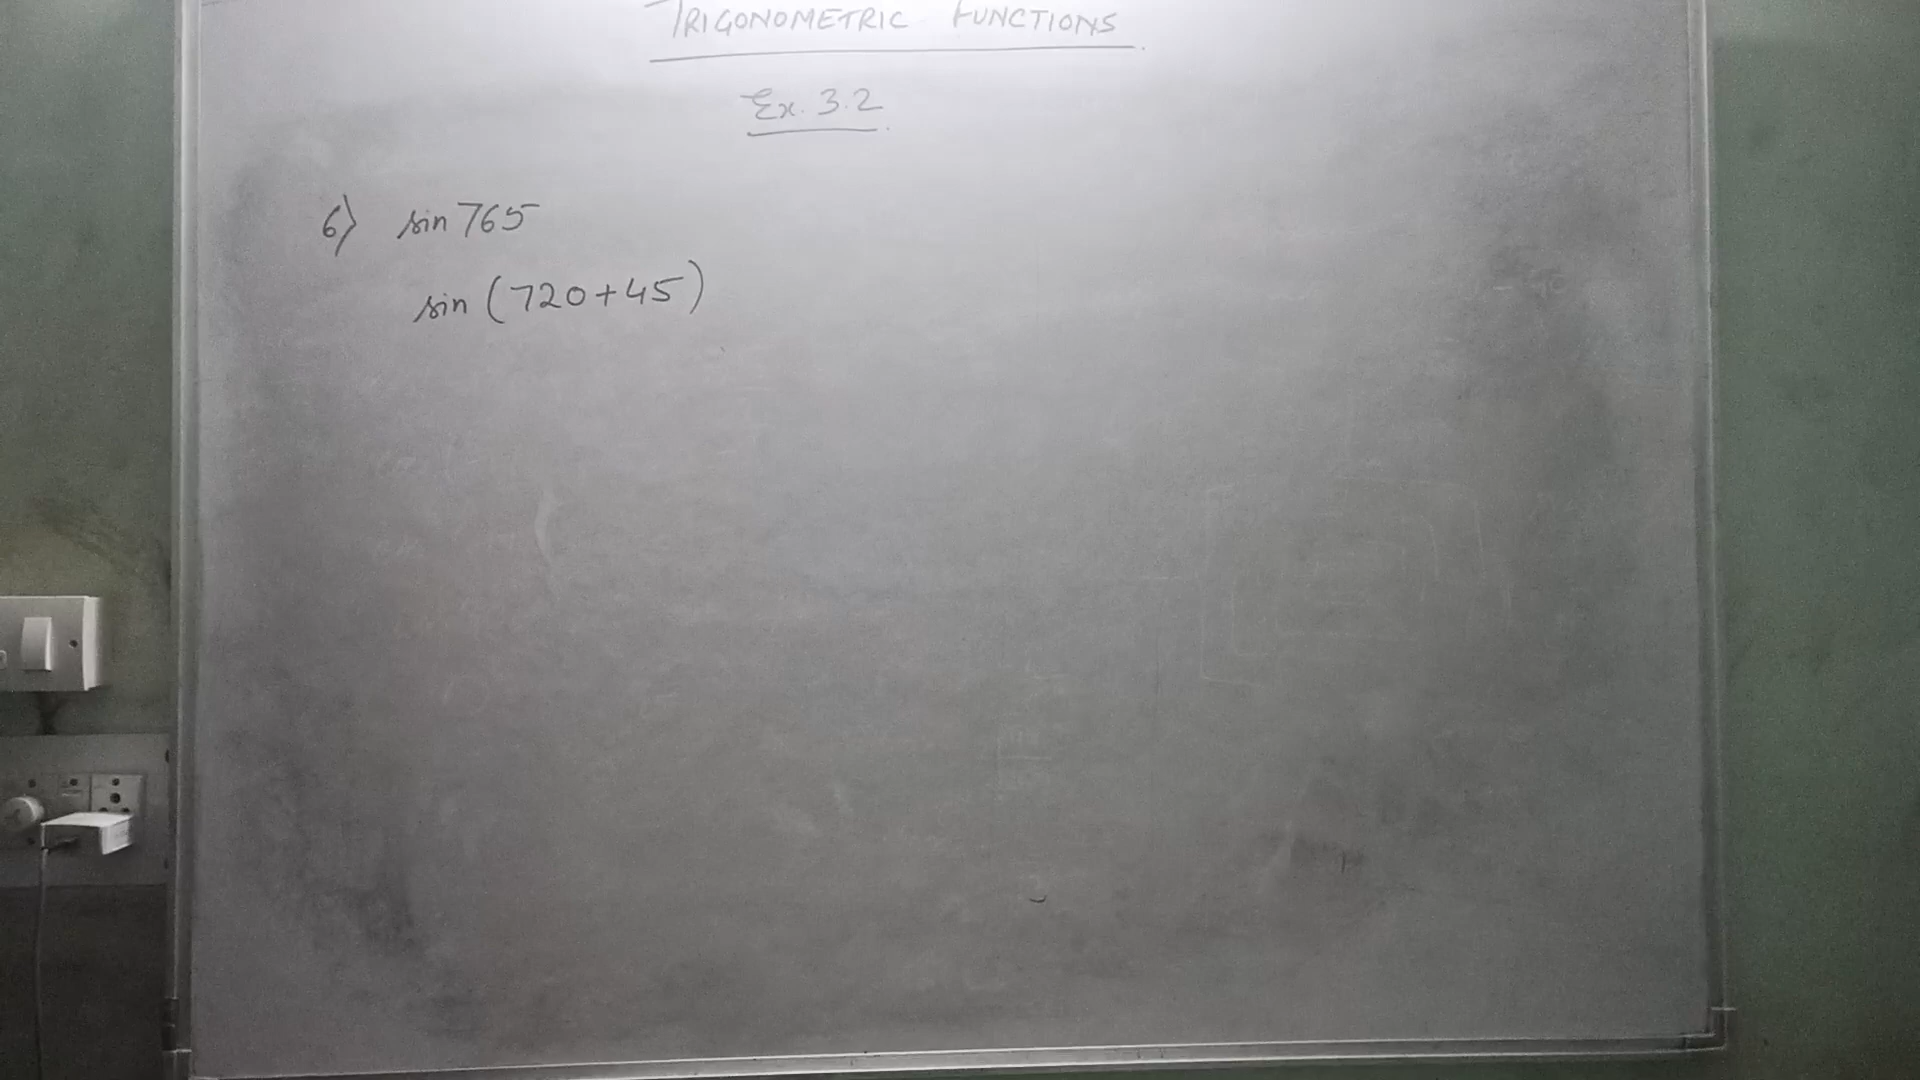 TRIGONOMETRIC FUNCTIONS
Ex. 3.2
6) sin 765
sin (720+45)